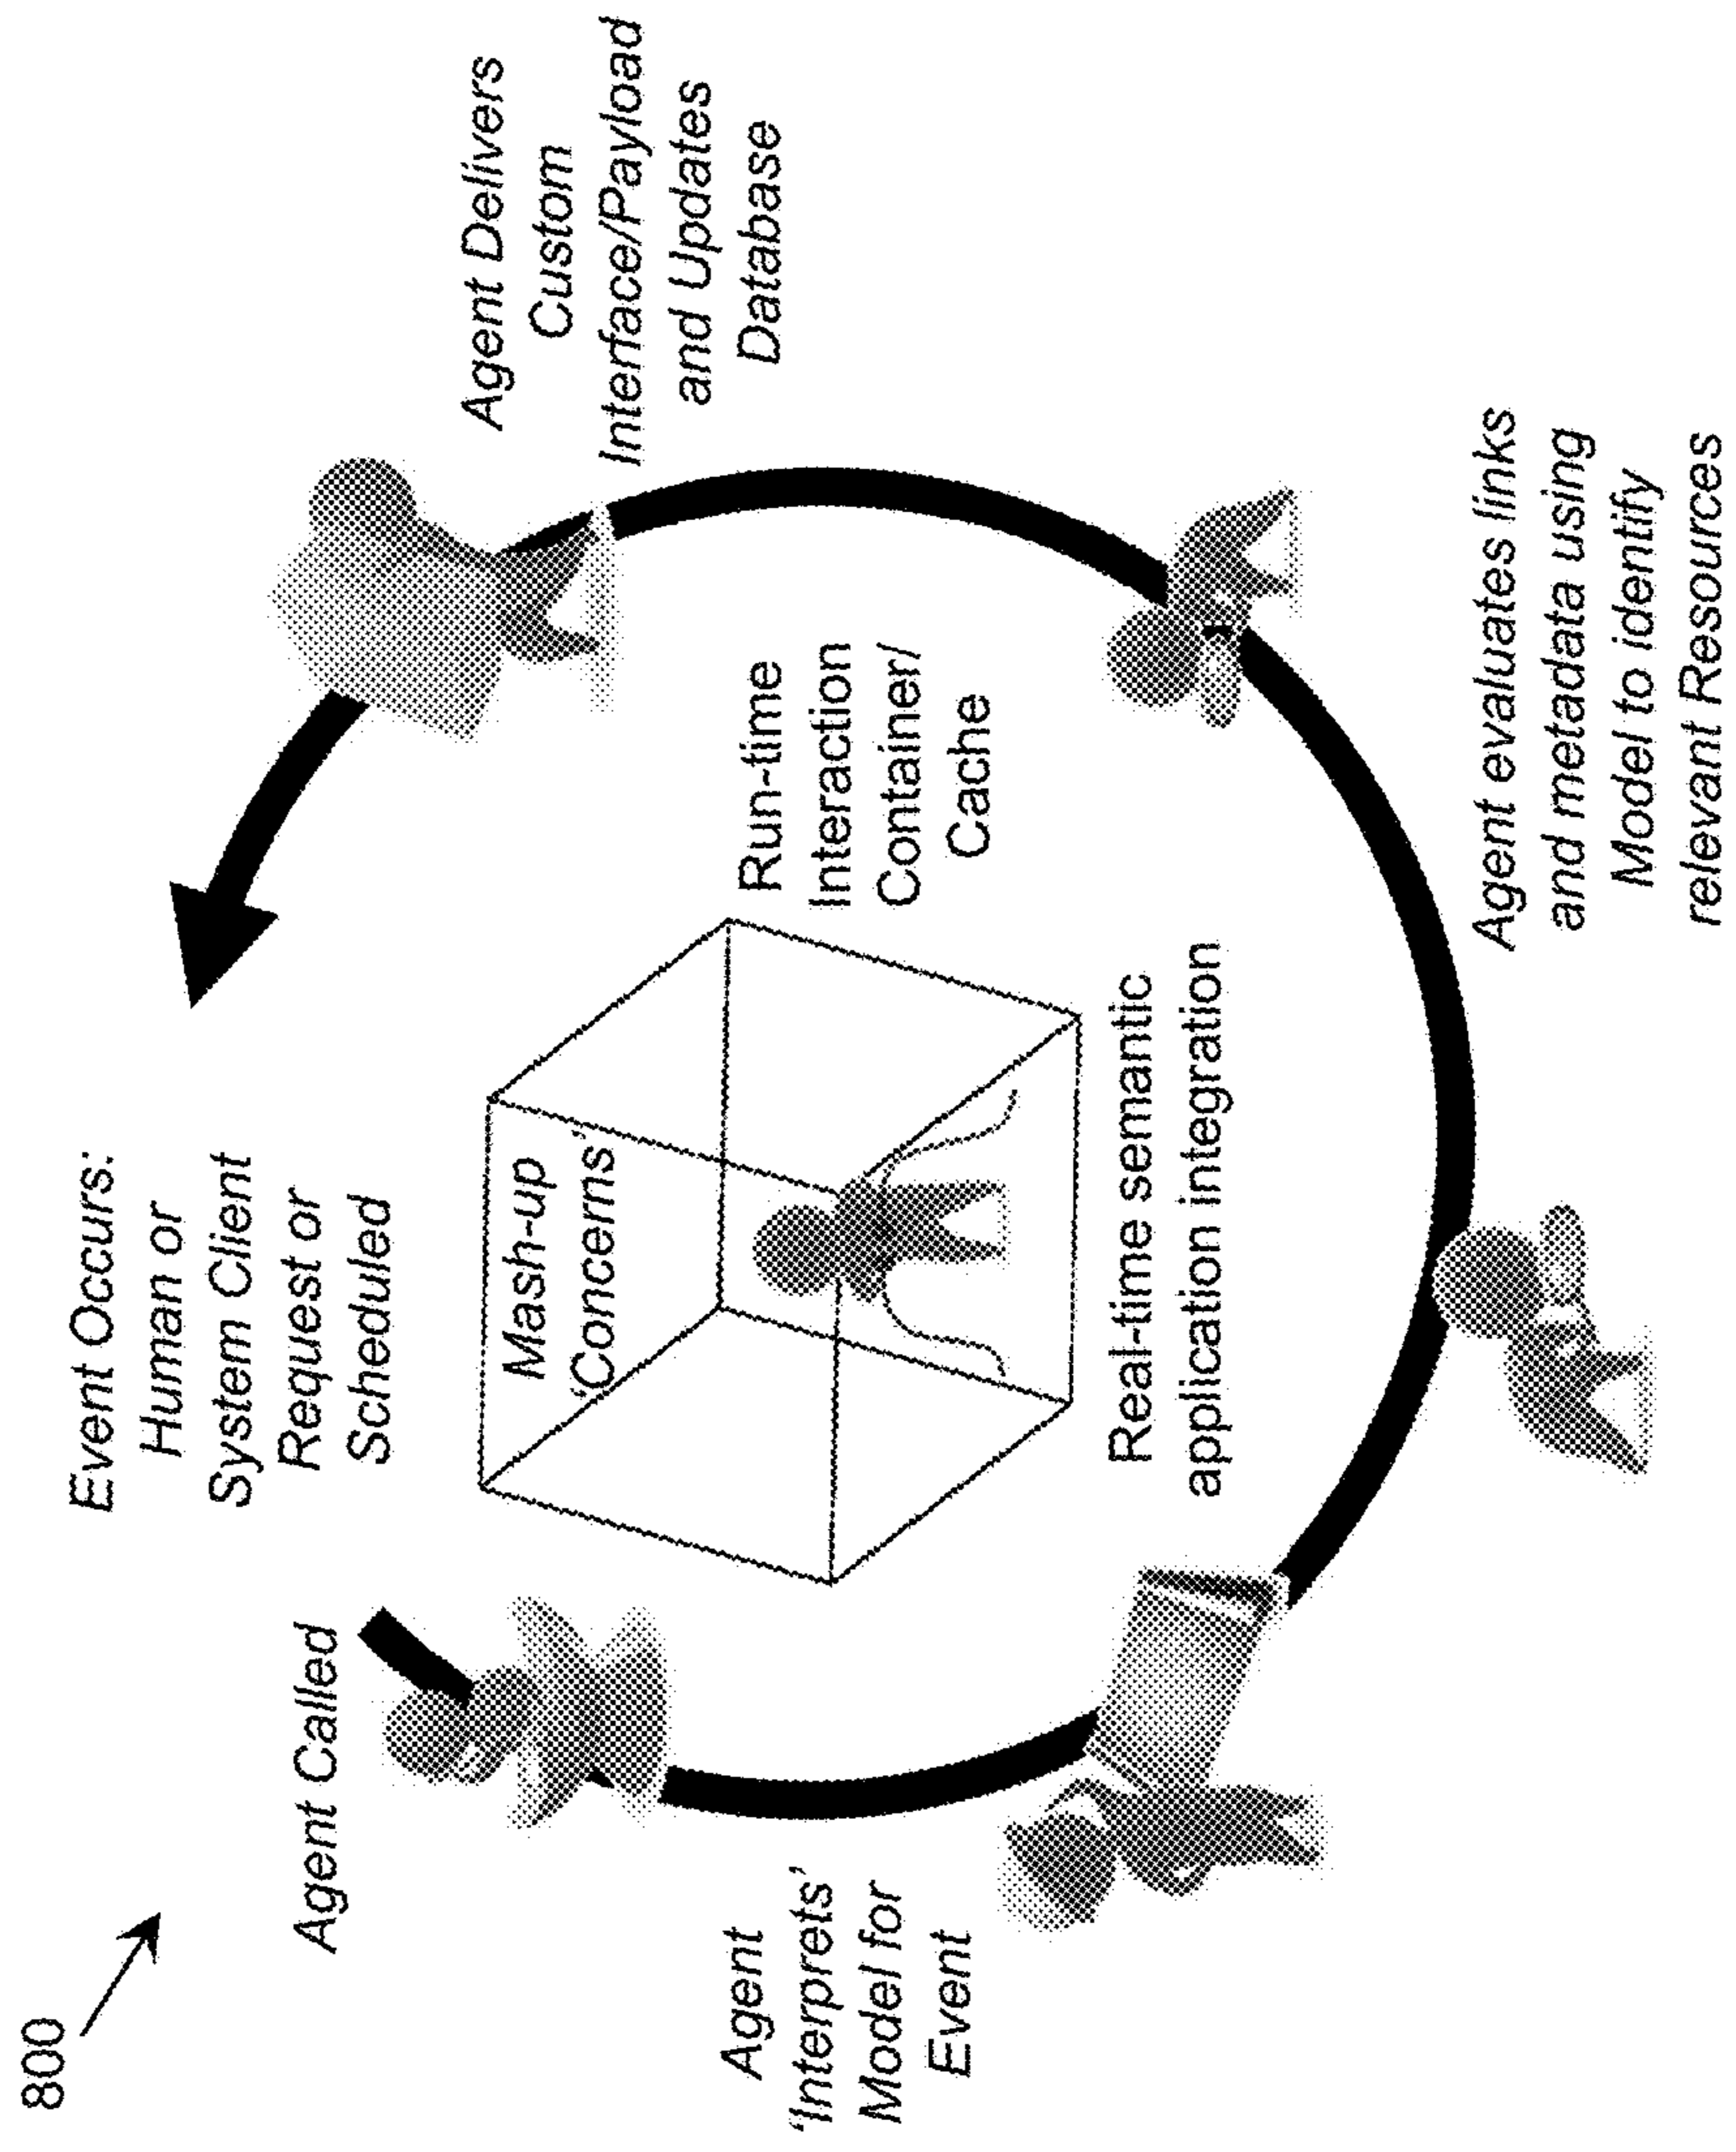 800
Event Occurs:
Human or
System Client
Request or
Scheduled
Agent Called
Agent
‘Interprets’
Model for
Event
Mash-up
‘Concerns’
Run-time
Interaction
Container/
Cache
Real-time semantic
application integration
Agent Delivers
Custom
Interface/Payload
and Updates
Database
Agent evaluates links
and metadata using
Model to identify
relevant Resources